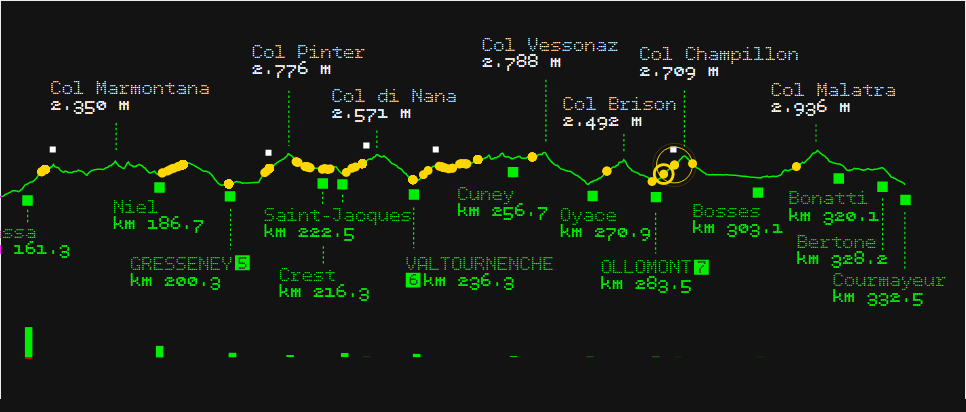 Col Marmontana
2.350 m
Col Pinter
2.776 m
Col di Nana
2.571 m
Col Vessonaz
2.788 m
Col Brison
2.492 m
Col Champillon
2.709 m
Col Malatra
2.936 m
ssa
161.3
Niel
km 186.7
GRESSENEY 5
km 200.3
Saint-Jacques
km 222.5
Crest
km 216.3
VALTOURNENCHE
6 km 236.3
Cuney
km 256.7
Oyace
km 270.9
OLLOMONT 7
km 283.5
Bosses
km 303.1
Bonatti
km 320.1
Bertone
km 328.2
Courmayeur
km 332.5